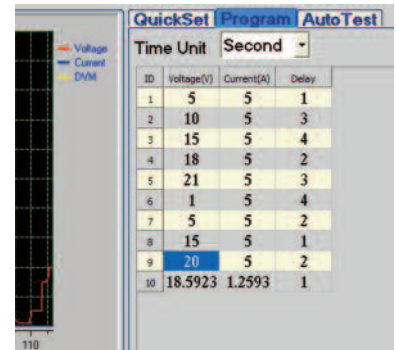 QuickSet Program AutoTest
Time Unit Second
Voltage
Current
DVM
ID Voltage(V) Current(A) Delay
1 5 5 1
2 10 5 3
3 15 5 4
4 18 5 2
5 21 5 3
6 1 5 4
7 5 5 2
8 15 5 1
9 20 5 2
10 18.5923 1.2593 1
110